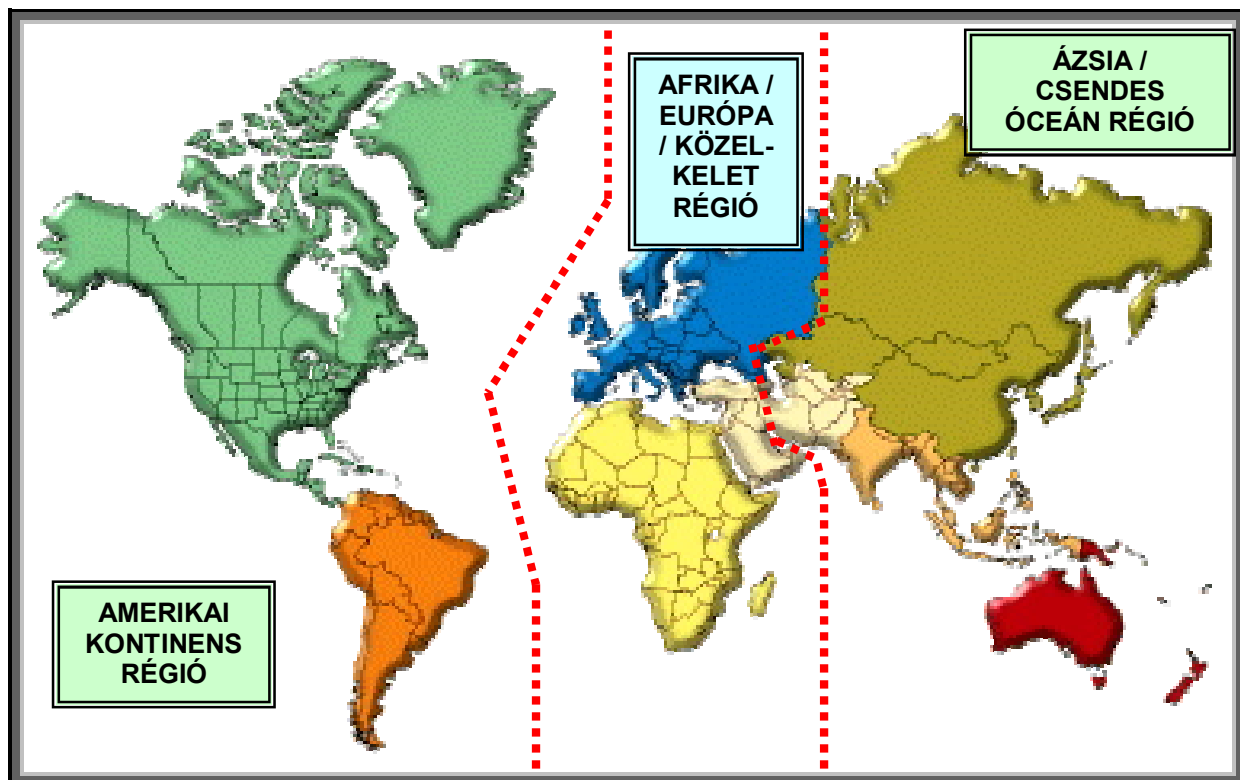 AFRIKA /
EURÓPA
/ KÖZEL-
KELET
RÉGIÓ
ÁZSIA /
CSENDES
ÓCEÁN RÉGIÓ
AMERIKAI
KONTINENS
RÉGIÓ